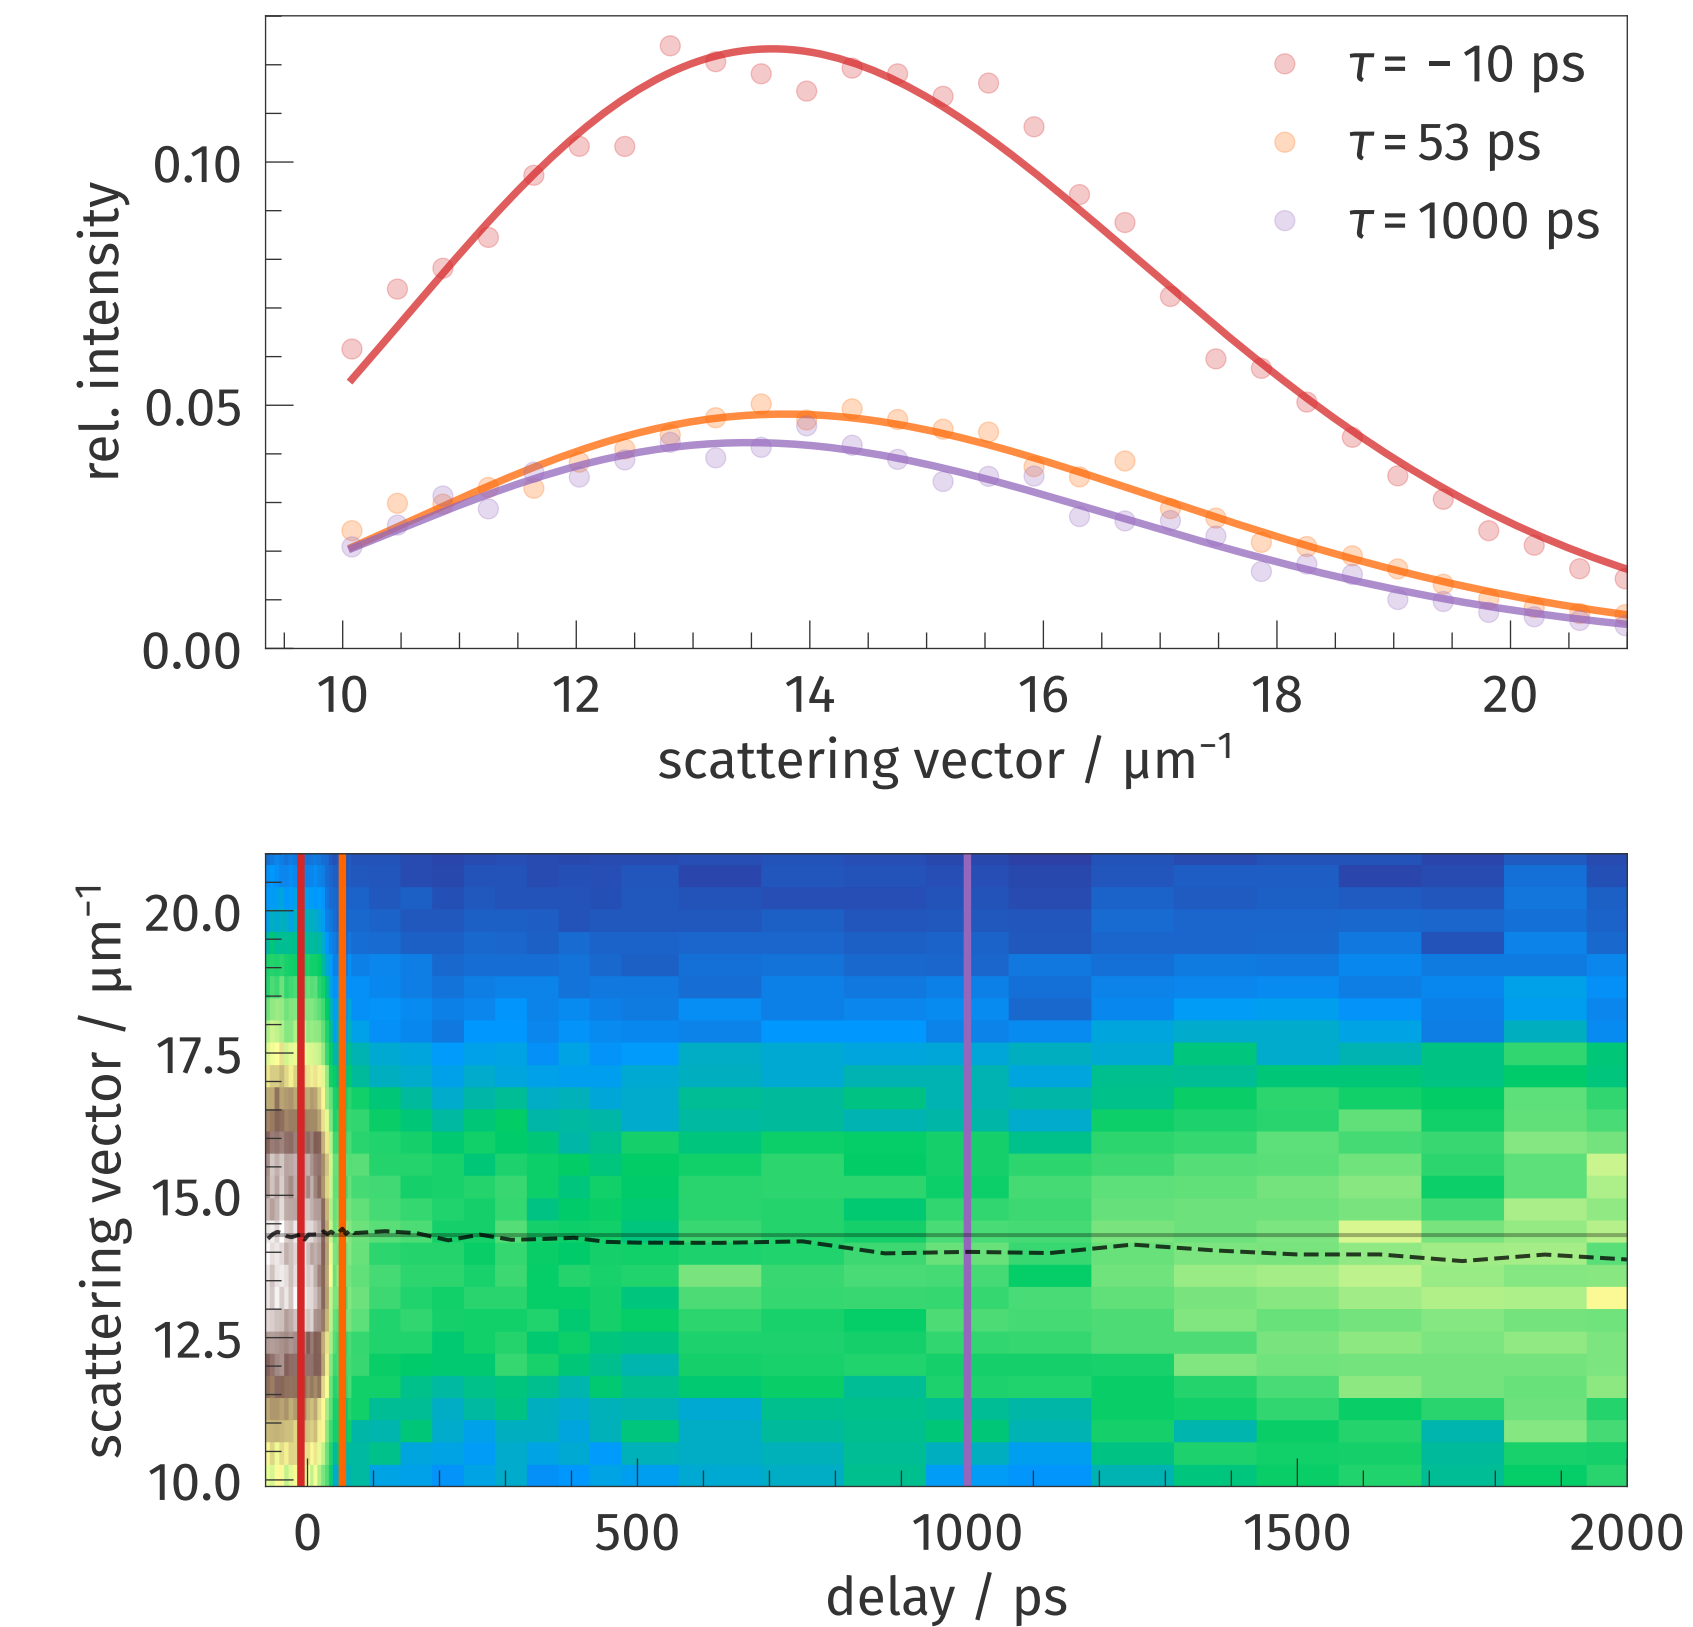 τ = −10 ps
τ = 53 ps
τ = 1000 ps
rel. intensity
0.10
0.05
0.00
10 12 14 16 18 20
scattering vector / µm⁻¹
scattering vector / µm⁻¹
20.0
17.5
15.0
12.5
10.0
0 500 1000 1500 2000
delay / ps